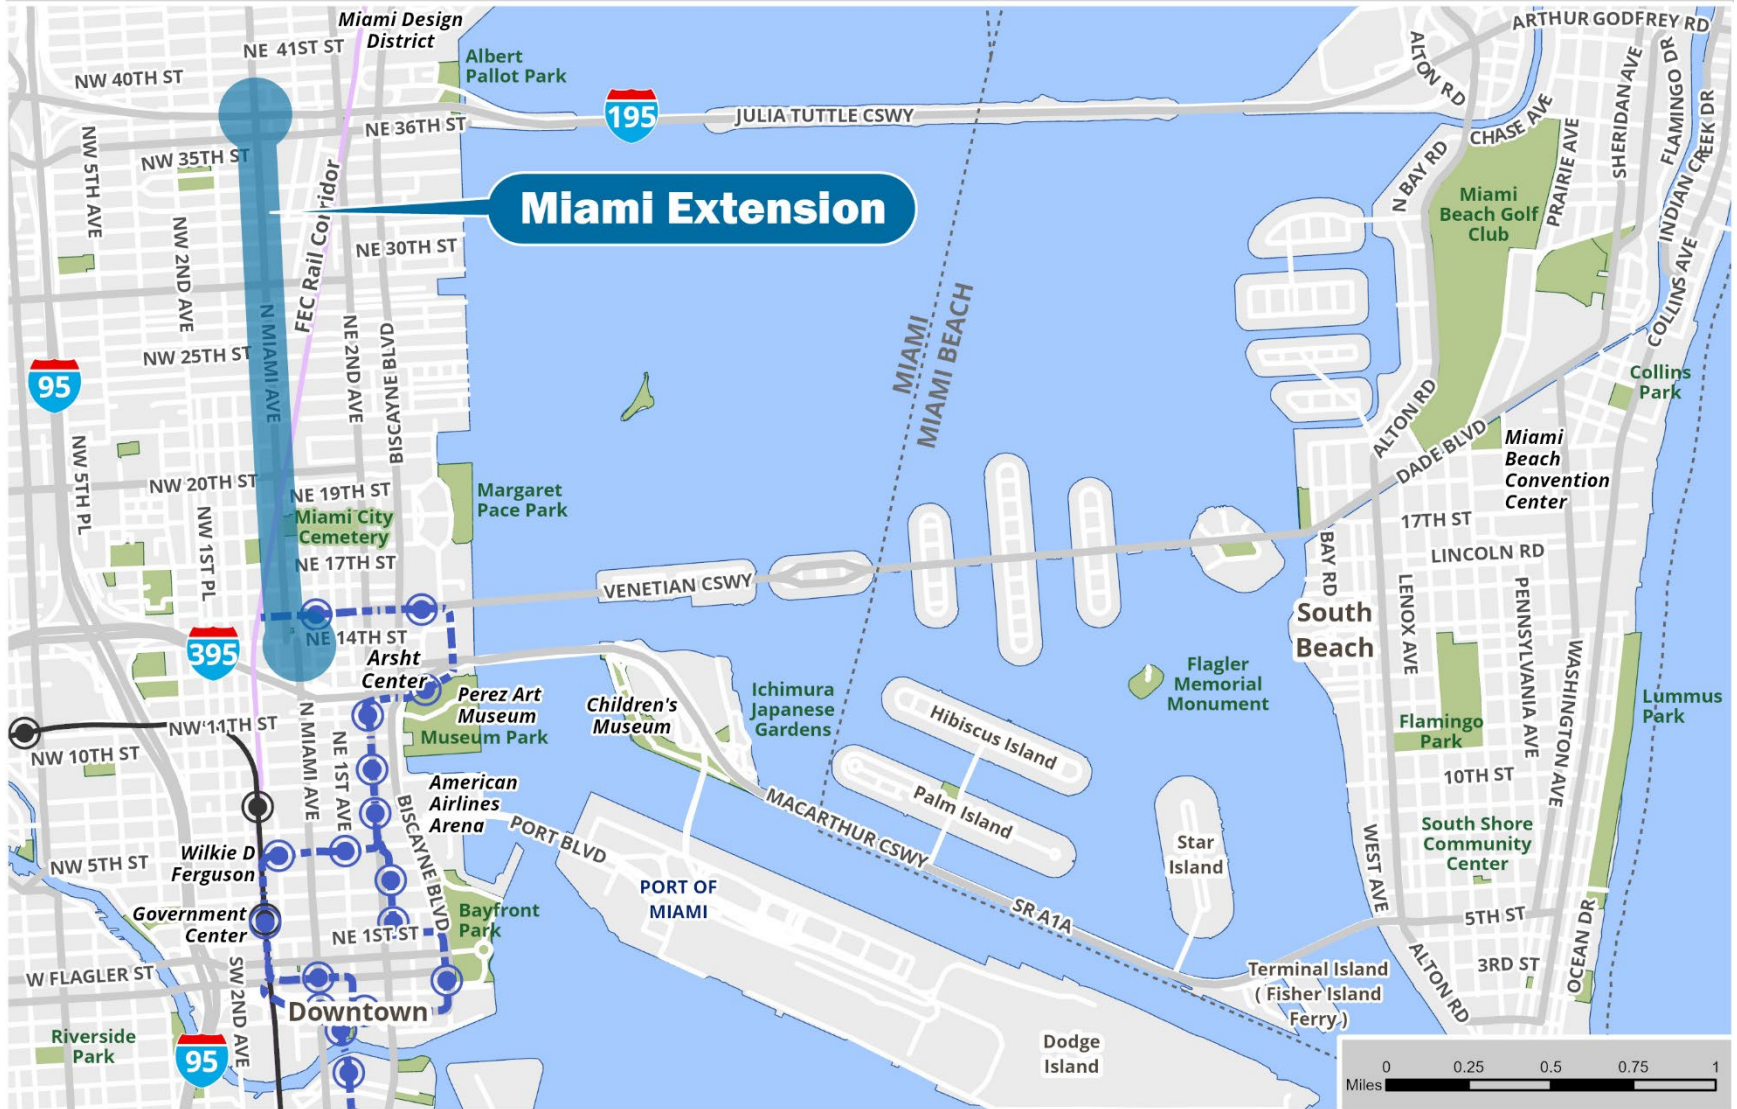 Miami Design
District
NE 41ST ST
NW 40TH ST
Albert
Pallot Park
ARTHUR GODFREY RD
ALTON RD
SHERIDAN AVE
FLAMINGO DR
INDIAN CREEK DR
195
JULIA TUTTLE CSWY
NE 36TH ST
NW 35TH ST
NW 5TH AVE
CHASE AVE
PRAIRIE AVE
N BAY RD
Miami Extension
Miami
Beach Golf
Club
NW 2ND AVE
FEC Rail Corridor
NE 30TH ST
N MIAMI AVE
NE 2ND AVE
BISCAYNE BLVD
NW 25TH ST
95
MIAMI
MIAMI BEACH
COLLINS AVE
Collins
Park
ALTON RD
DADE BLVD
Miami
Beach
Convention
Center
NW 5TH PL
NW 20TH ST
NE 19TH ST
Miami City
Cemetery
Margaret
Pace Park
NW 1ST PL
NE 17TH ST
17TH ST
LINCOLN RD
BAY RD
VENETIAN CSWY
LENOX AVE
PENNSYLVANIA AVE
WASHINGTON AVE
South
Beach
395
NE 14TH ST
Arsht
Center
Perez Art
Museum
Museum Park
Children's
Museum
Ichimura
Japanese
Gardens
Flagler
Memorial
Monument
Hibiscus Island
Lummus
Park
Flamingo
Park
NW 11TH ST
NW 10TH ST
N MIAMI AVE
NE 1ST AVE
American
Airlines
Arena
BISCAYNE BLVD
PORT BLVD
MACARTHUR CSWY
Palm Island
10TH ST
South Shore
Community
Center
Star
Island
WEST AVE
Wilkie D
Ferguson
NW 5TH ST
PORT OF
MIAMI
Government
Center
NE 1ST ST
Bayfront
Park
SR A1A
5TH ST
OCEAN DR
W FLAGLER ST
SW 2ND AVE
Downtown
Terminal Island
( Fisher Island
Ferry )
ALTON RD
3RD ST
Riverside
Park
95
Dodge
Island
0 0.25 0.5 0.75 1
Miles